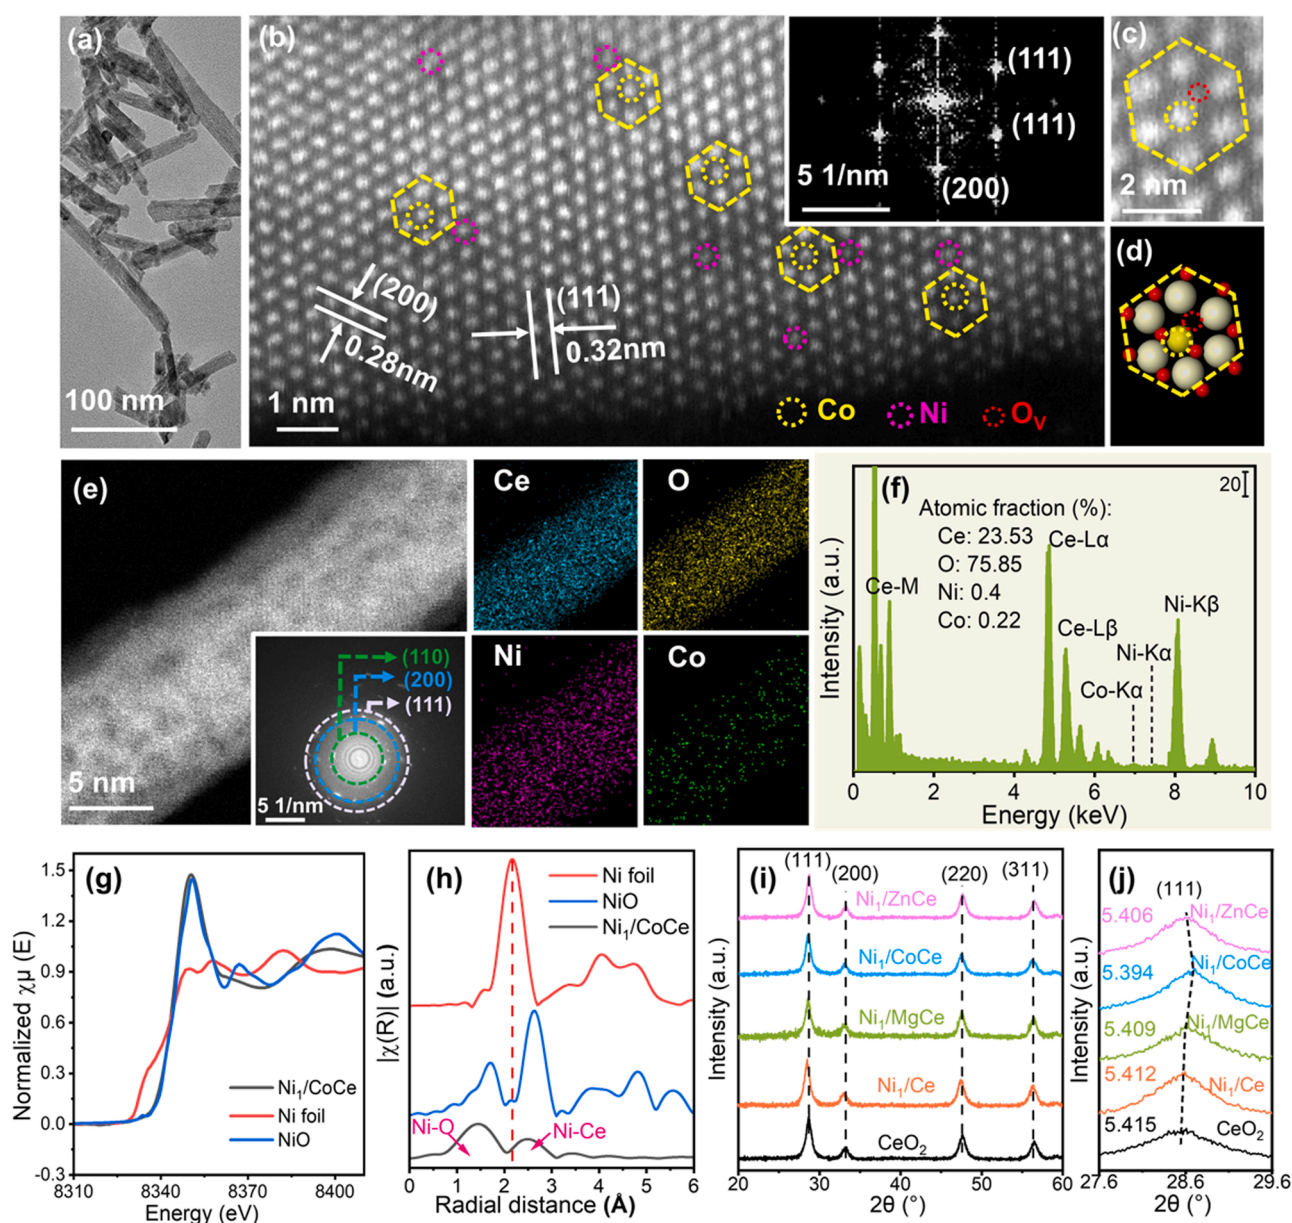 (a)
100 nm
(b)
(200)
0.28nm
(111)
0.32nm
1 nm
Co
Ni
Oᵥ
(111)
(111)
(200)
5 1/nm
(c)
2 nm
(d)
(e)
5 nm
(110)
(200)
(111)
5 1/nm
Ce
O
Ni
Co
(f)
20
Atomic fraction (%):
Ce: 23.53
O: 75.85
Ni: 0.4
Co: 0.22
Ce-M
Ce-Lα
Ce-Lβ
Co-Kα
Ni-Kα
Ni-Kβ
Intensity (a.u.)
0 2 4 6 8 10
Energy (keV)
(g)
Normalized χμ (E)
1.5
1.2
0.9
0.6
0.3
0.0
-0.3
Ni₁/CoCe
Ni foil
NiO
8310 8340 8370 8400
Energy (eV)
(h)
|χ(R)| (a.u.)
Ni foil
NiO
Ni₁/CoCe
Ni-O
Ni-Ce
0 1 2 3 4 5 6
Radial distance (Å)
(i)
Intensity (a.u.)
(111) (200) (220) (311)
Ni₁/ZnCe
Ni₁/CoCe
Ni₁/MgCe
Ni₁/Ce
CeO₂
20 30 40 50 60
2θ (°)
(j)
Intensity (a.u.)
(111)
5.406 Ni₁/ZnCe
5.394 Ni₁/CoCe
5.409 Ni₁/MgCe
5.412 Ni₁/Ce
5.415 CeO₂
27.6 28.6 29.6
2θ (°)